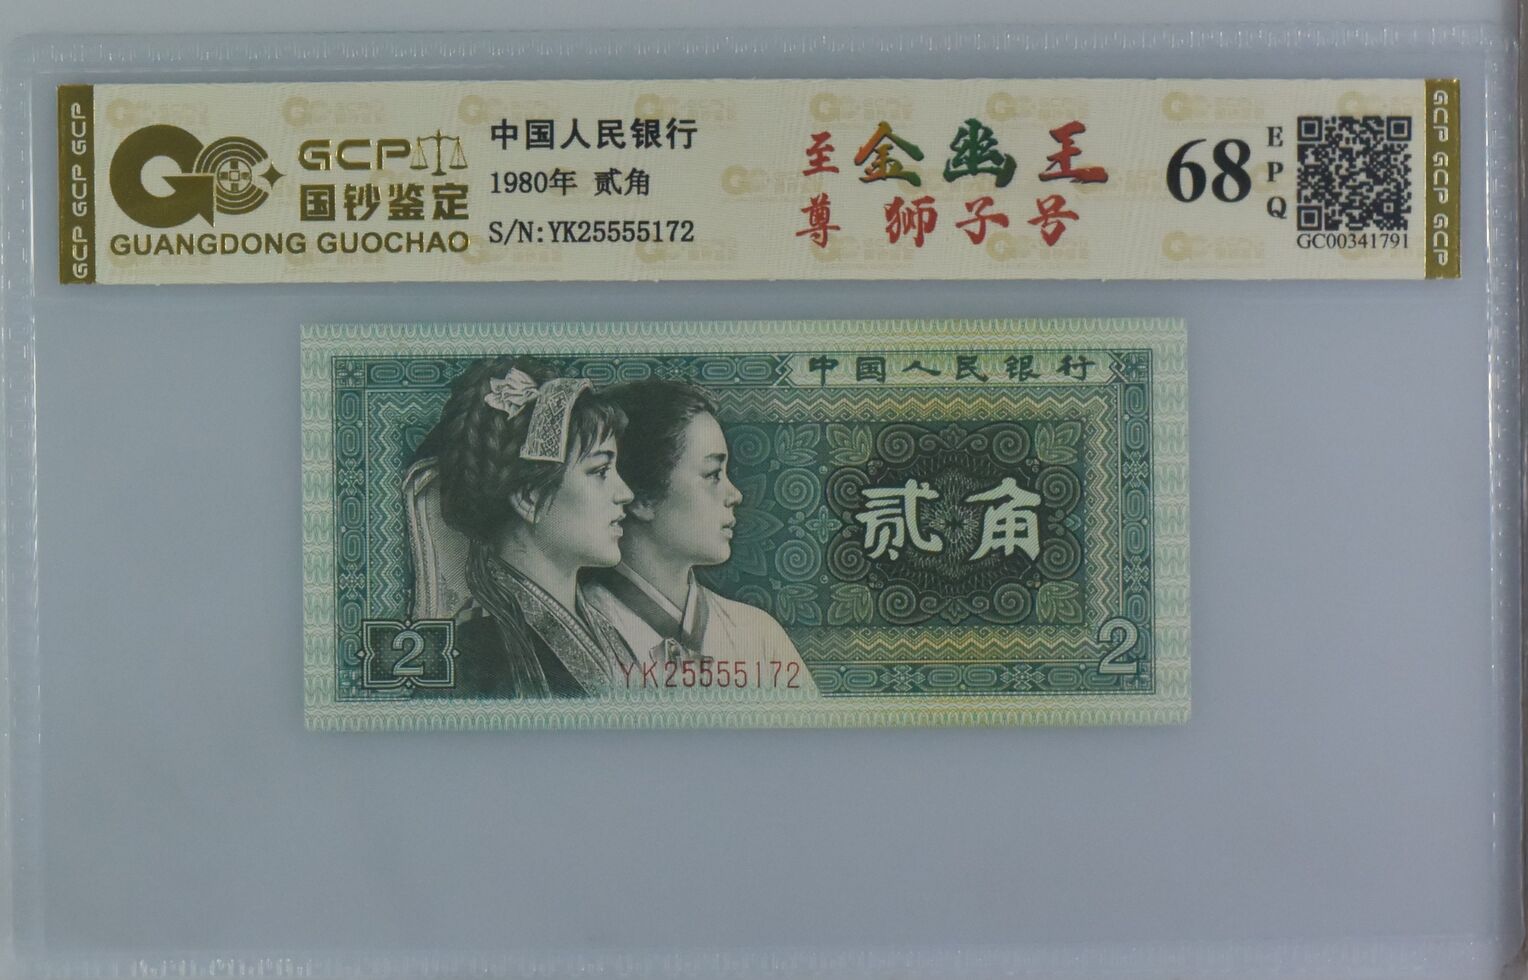 GCP GCP GCP GCP
GCP
国钞鉴定
GUANGDONG GUOCHAO
中国人民银行
1980年 贰角
S/N:YK25555172
至尊
金幽王
狮子号
68
EPQ
GC00341791
GCP GCP GCP GCP
中国人民银行
贰角
2
2
YK25555172